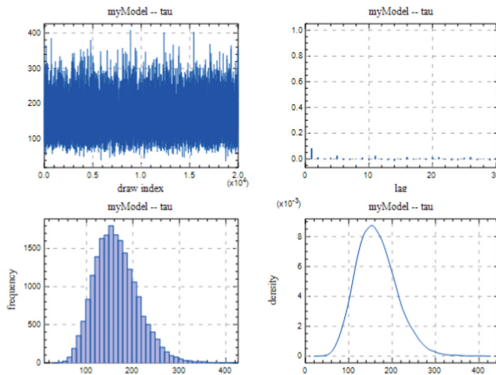 myModel -- tau
400
300
200
100
0.0 0.5 1.0 1.5 2.0
draw index
(x10⁴)
myModel -- tau
1.0
0.8
0.6
0.4
0.2
0.0
0 10 20 30
lag
myModel -- tau
frequency
1500
1000
500
0
100 200 300 400
myModel -- tau
(x10⁻³)
density
8
6
4
2
0
0 100 200 300 400